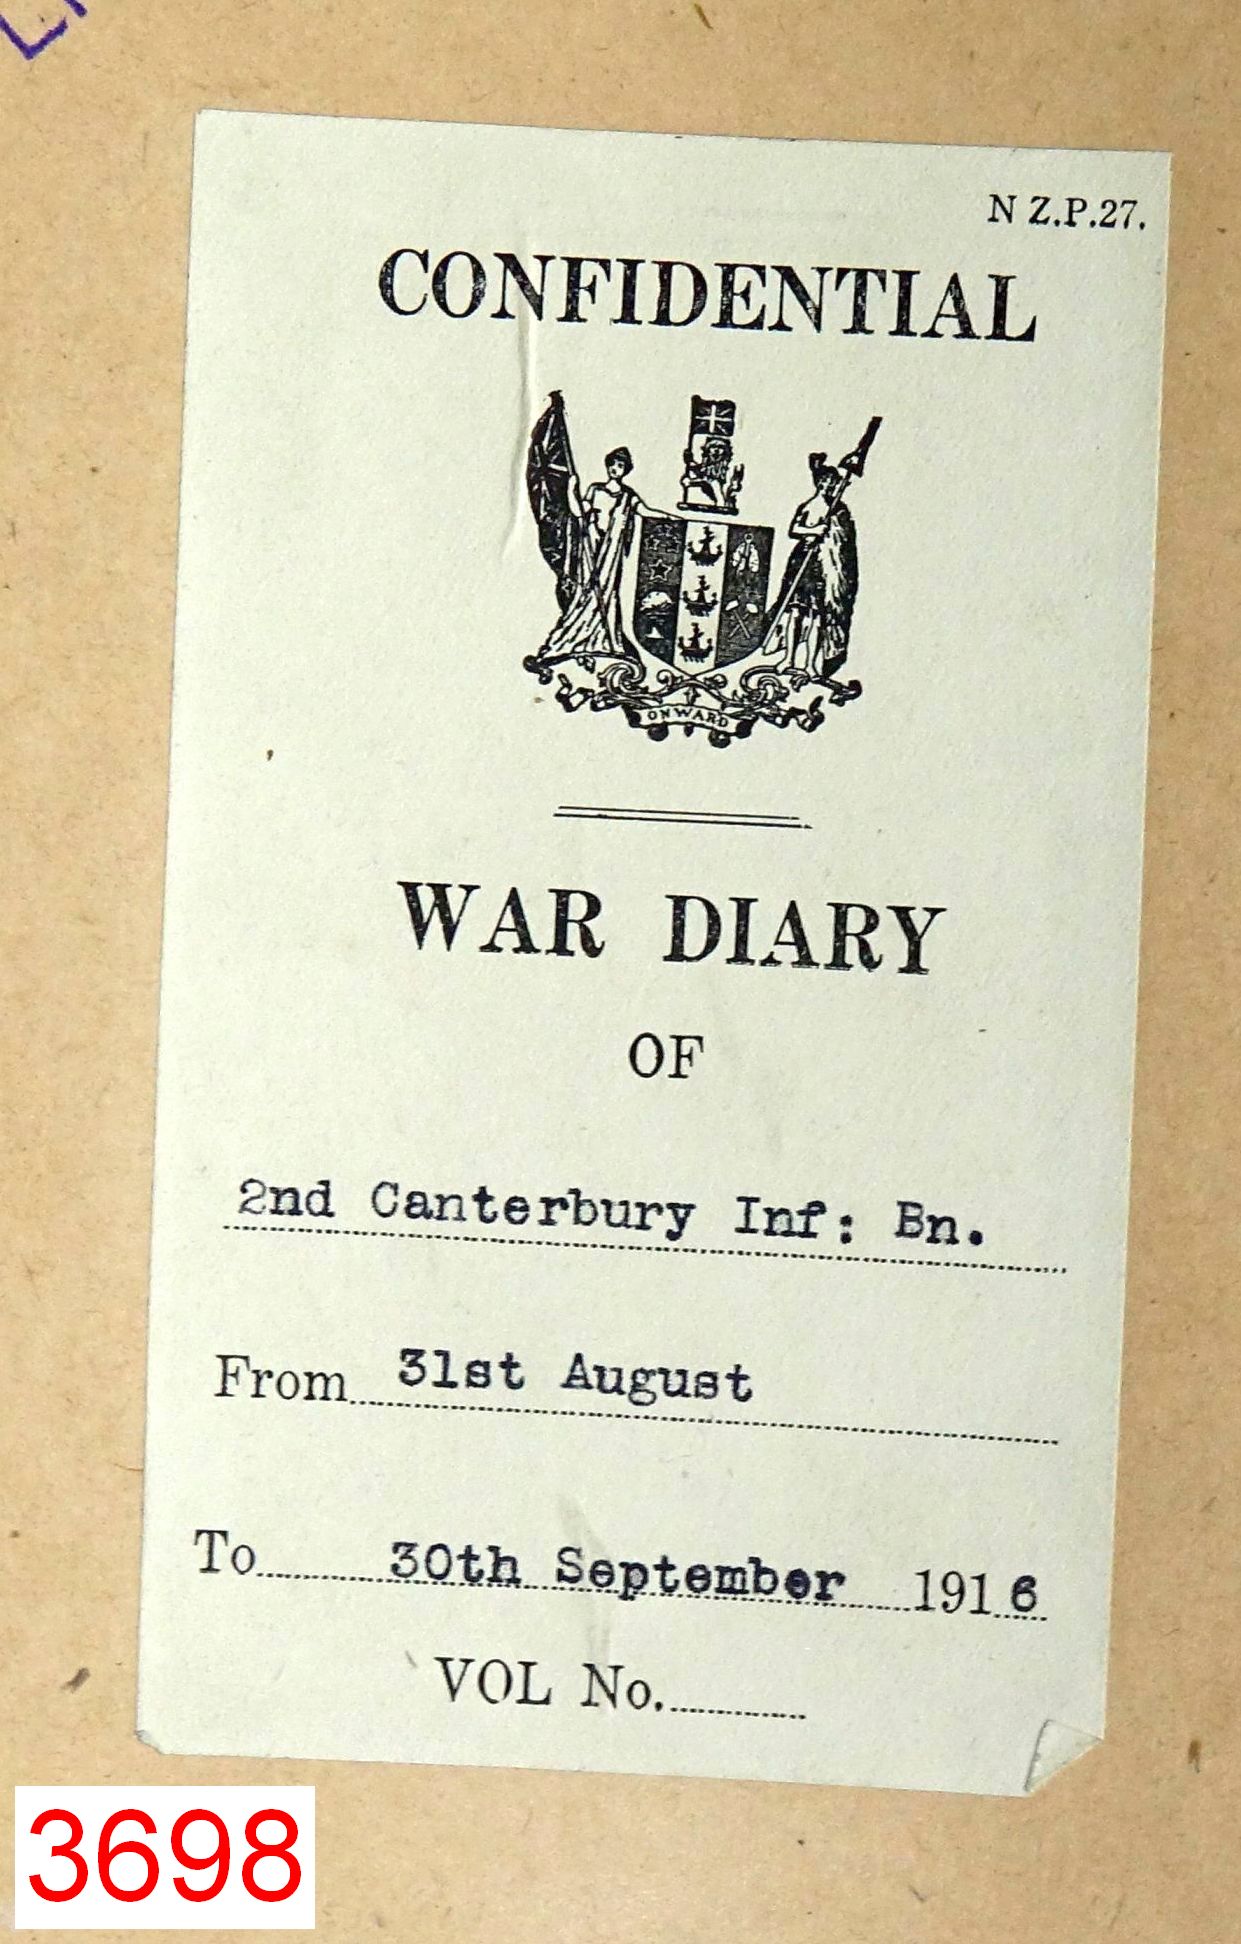 N Z.P.27.
CONFIDENTIAL
ONWARD
WAR DIARY
OF
2nd Canterbury Inf: Bn.
From 31st August
To 30th September 1916
VOL No.
3698